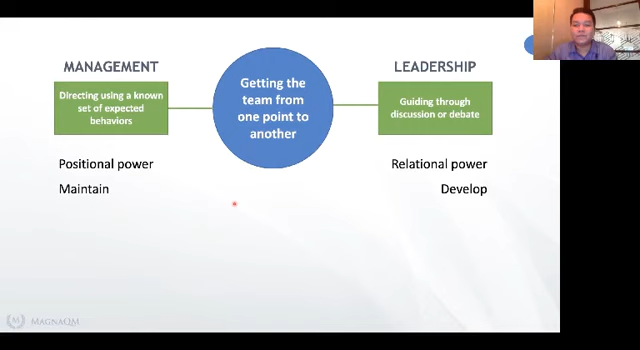 MANAGEMENT
Directing using a known
set of expected
behaviors
Getting the
team from
one point to
another
LEADERSHIP
Guiding through
discussion or debate
Positional power
Relational power
Maintain
Develop
M MAGNAQM